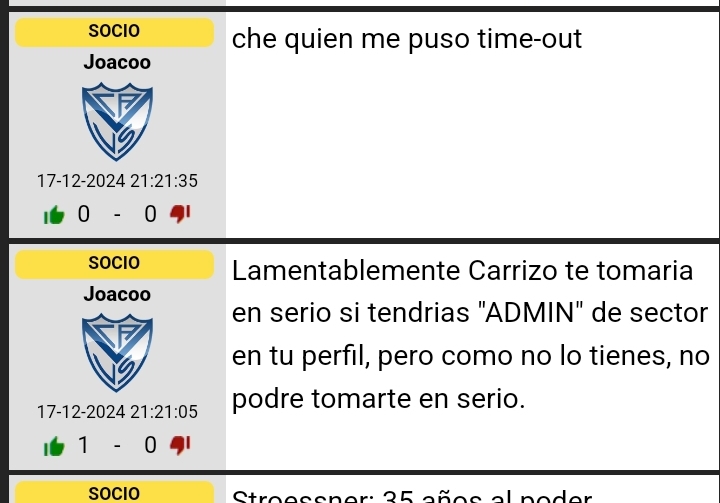 SOCIO
Joacoo
CAVS
17-12-2024 21:21:35
0 - 0
che quien me puso time-out
SOCIO
Joacoo
CAVS
17-12-2024 21:21:05
1 - 0
Lamentablemente Carrizo te tomaria
en serio si tendrias "ADMIN" de sector
en tu perfil, pero como no lo tienes, no
podre tomarte en serio.
SOCIO
Stroessner: 35 años al poder